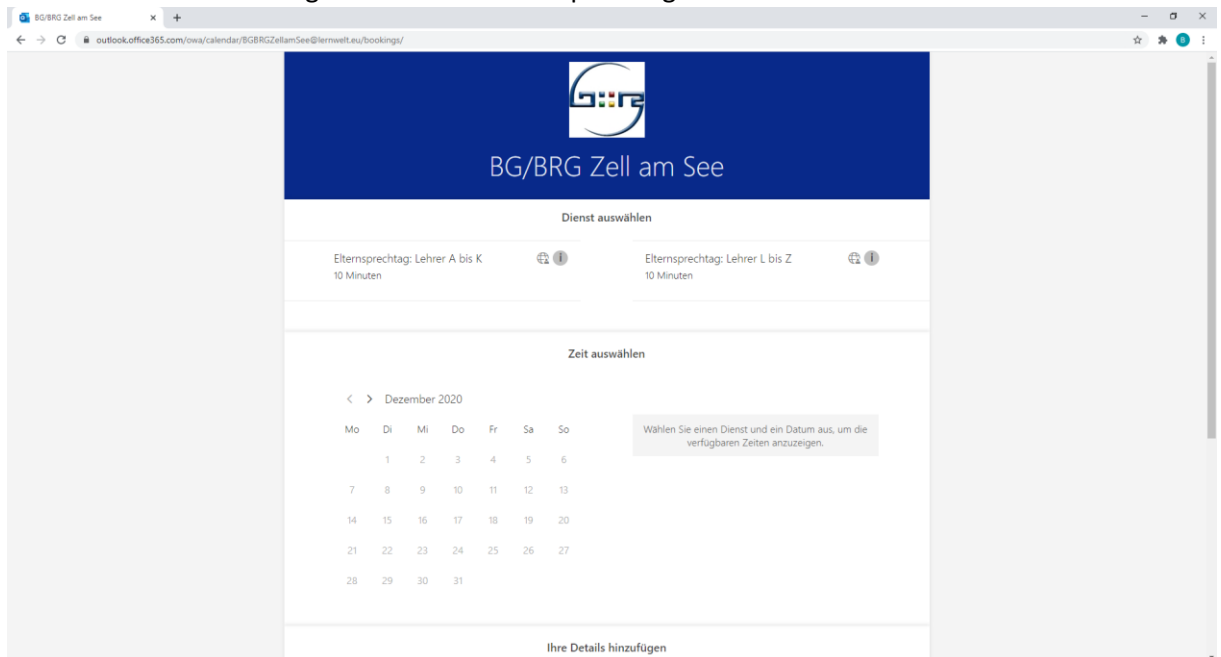 BG/BRG Zell am See
outlook.office365.com/owa/calendar/BGBRGZellamSee@lernwelt.eu/bookings/
B
BG/BRG Zell am See
Dienst auswählen
Elternsprechtag: Lehrer A bis K
10 Minuten
Elternsprechtag: Lehrer L bis Z
10 Minuten
Zeit auswählen
Dezember 2020
Mo Di Mi Do Fr Sa So
1 2 3 4 5 6
7 8 9 10 11 12 13
14 15 16 17 18 19 20
21 22 23 24 25 26 27
28 29 30 31
Wählen Sie einen Dienst und ein Datum aus, um die
verfügbaren Zeiten anzuzeigen.
Ihre Details hinzufügen